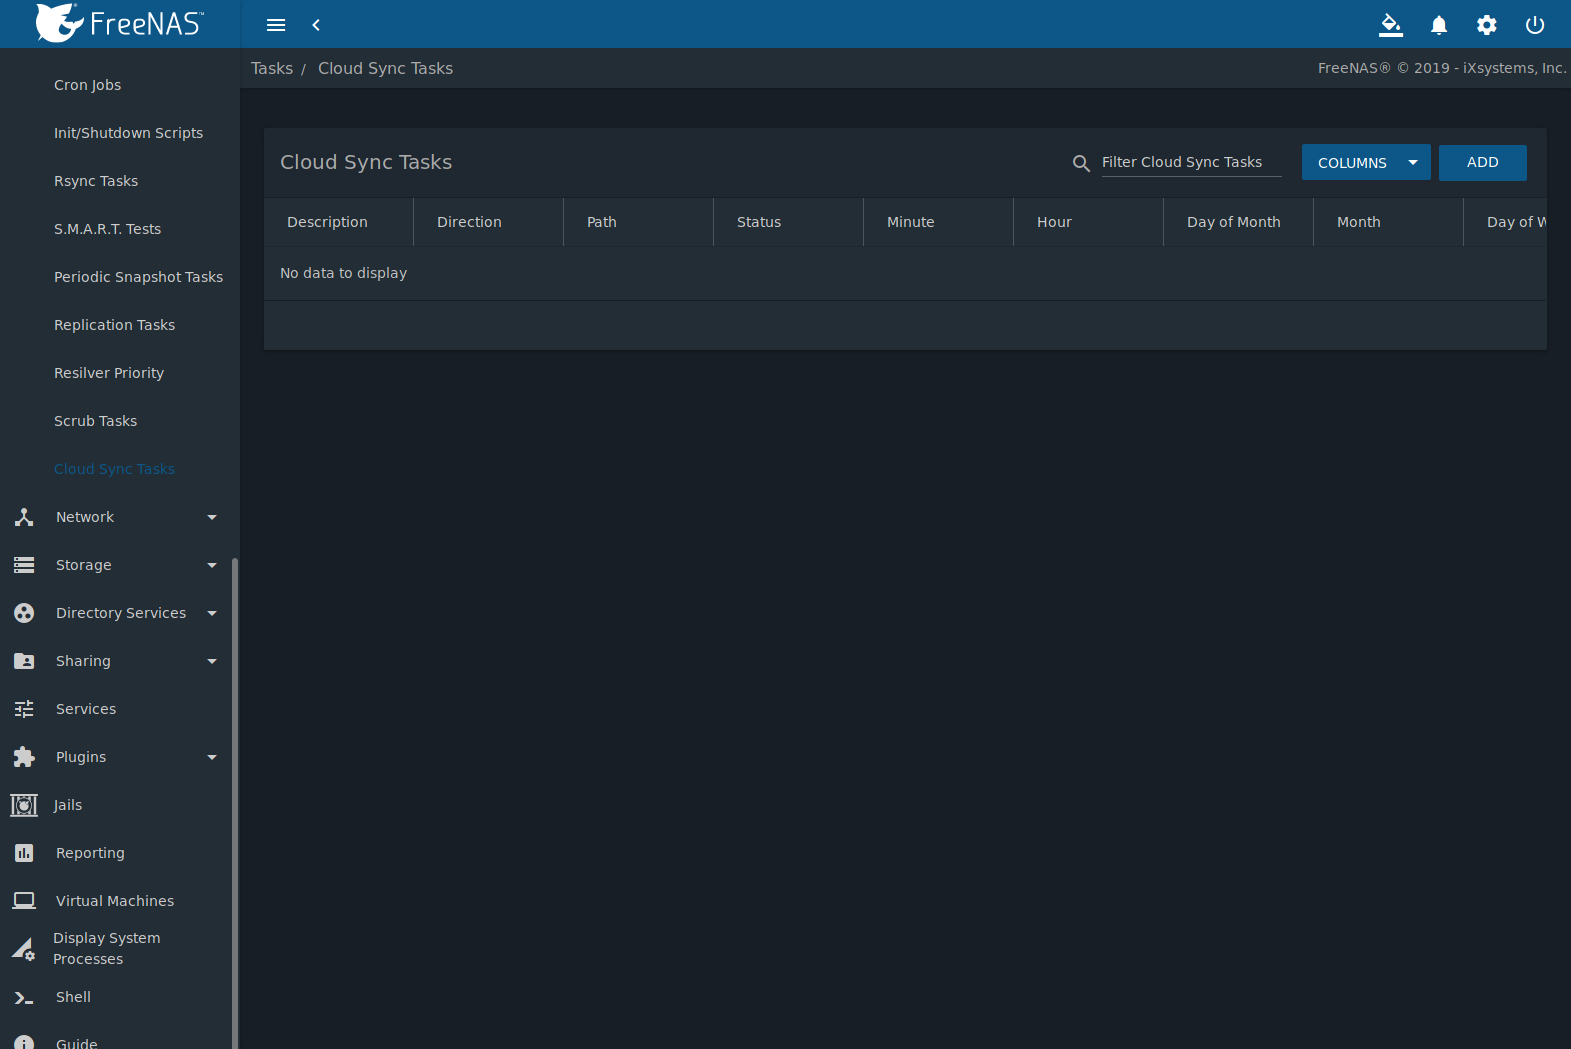 FreeNAS®™
Tasks / Cloud Sync Tasks
FreeNAS® © 2019 - iXsystems, Inc.
Cron Jobs
Init/Shutdown Scripts
Rsync Tasks
S.M.A.R.T. Tests
Periodic Snapshot Tasks
Replication Tasks
Resilver Priority
Scrub Tasks
Cloud Sync Tasks
Network
Storage
Directory Services
Sharing
Services
Plugins
Jails
Reporting
Virtual Machines
Display System
Processes
Shell
Guide
Cloud Sync Tasks
Filter Cloud Sync Tasks
COLUMNS
ADD
Description Direction Path Status Minute Hour Day of Month Month Day of W
No data to display